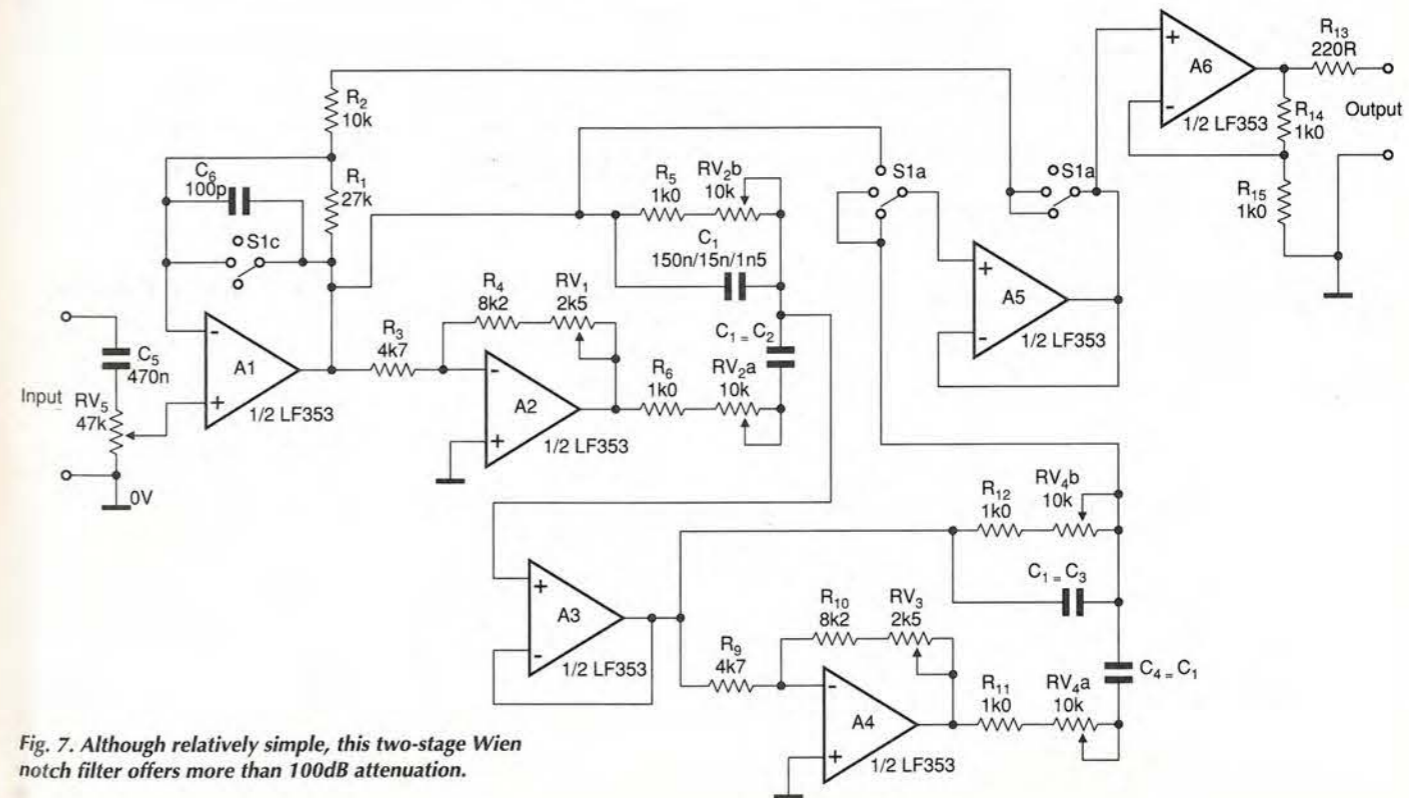 R2
10k
C6
100p
R1
27k
S1c
Input
C5
470n
RV5
47k
0V
-
A1
+
1/2 LF353
R3
4k7
R4
8k2
RV1
2k5
-
A2
+
1/2 LF353
R5
1k0
RV2b
10k
C1
150n/15n/1n5
C1 = C2
R6
1k0
RV2a
10k
S1a
S1a
+
A5
-
1/2 LF353
+
A6
-
1/2 LF353
R13
220R
R14
1k0
Output
R15
1k0
+
A3
-
1/2 LF353
R9
4k7
R10
8k2
RV3
2k5
-
A4
+
1/2 LF353
R12
1k0
RV4b
10k
C1 = C3
C4 = C1
R11
1k0
RV4a
10k
Fig. 7. Although relatively simple, this two-stage Wien
notch filter offers more than 100dB attenuation.